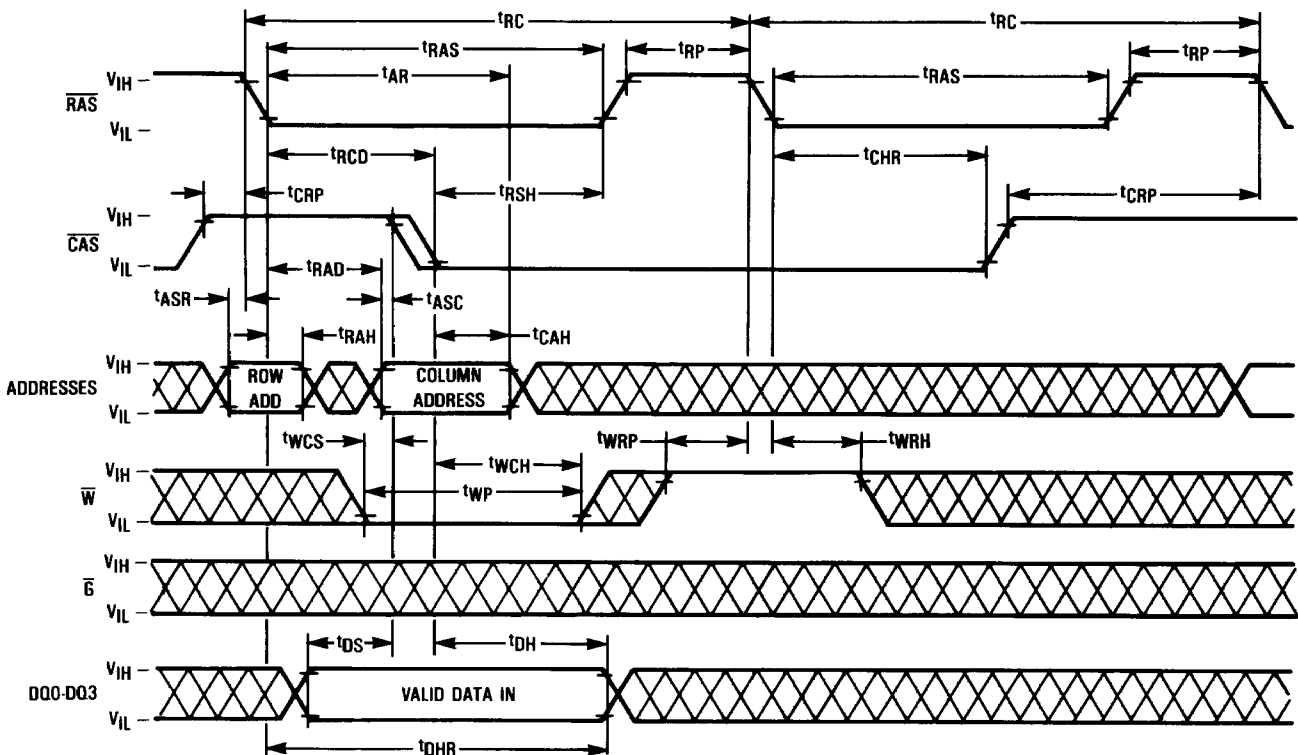 tRC tRC
tRAS tRP tRP
tAR tRAS
VIH
RAS
VIL
tRCD tCHR
tCRP tRSH tCRP
VIH
CAS
VIL
tRAD
tASR tASC
tRAH tCAH
VIH
ADDRESSES ROW ADD COLUMN ADDRESS
VIL
tWCS tWRP tWRH
tWCH
VIH
W tWP
VIL
VIH
G
VIL
tDS tDH
VIH
DQ0-DQ3 VALID DATA IN
VIL
tDHR